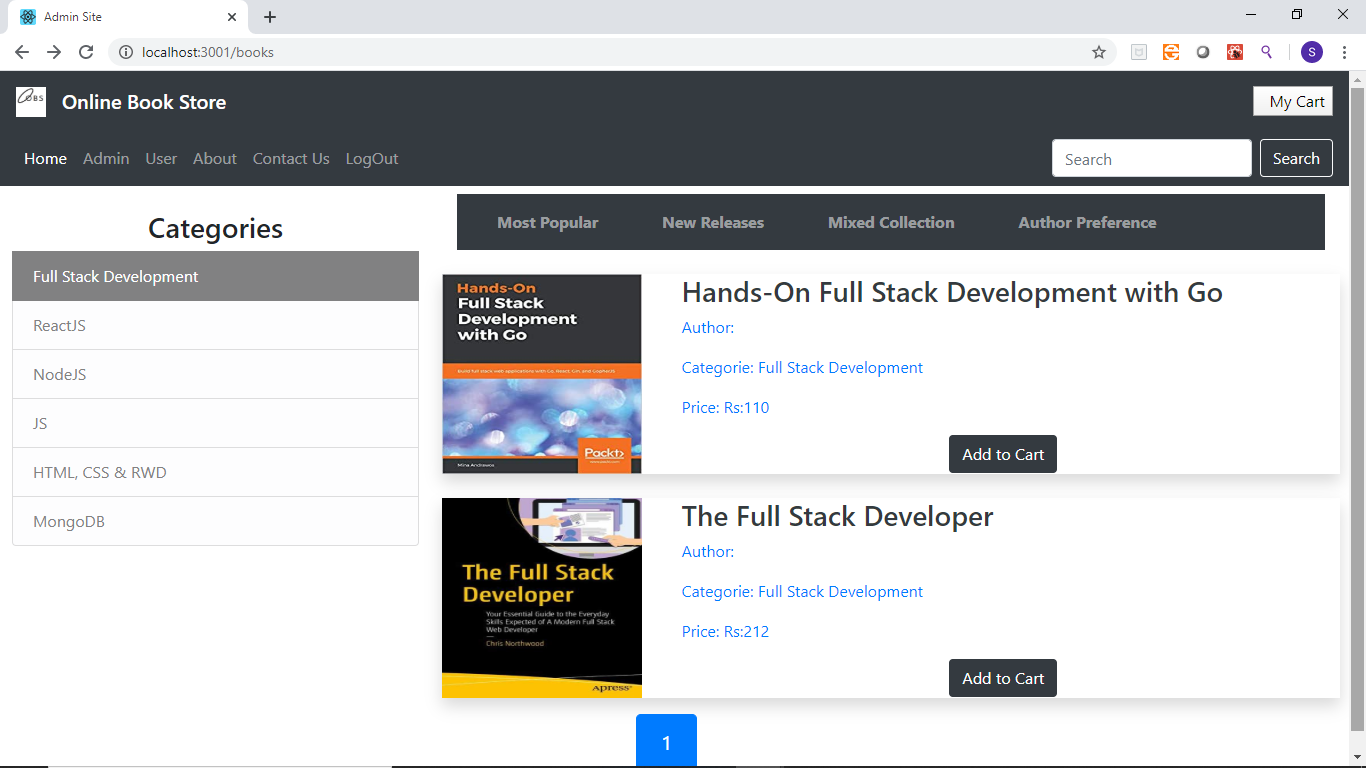 Admin Site
localhost:3001/books
S
OBS
Online Book Store
My Cart
Home Admin User About Contact Us LogOut
Search
Search
Categories
Full Stack Development
ReactJS
NodeJS
JS
HTML, CSS & RWD
MongoDB
Most Popular New Releases Mixed Collection Author Preference
Hands-On
Full Stack
Development
with Go
Build full stack web applications with Go, React, Gin, and GopherJS
Packt>
Mina Andrawos
Hands-On Full Stack Development with Go
Author:
Categorie: Full Stack Development
Price: Rs:110
Add to Cart
The Full Stack
Developer
Your Essential Guide to the Everyday
Skills Expected of A Modern Full Stack
Web Developer
Chris Northwood
Apress®
The Full Stack Developer
Author:
Categorie: Full Stack Development
Price: Rs:212
Add to Cart
1